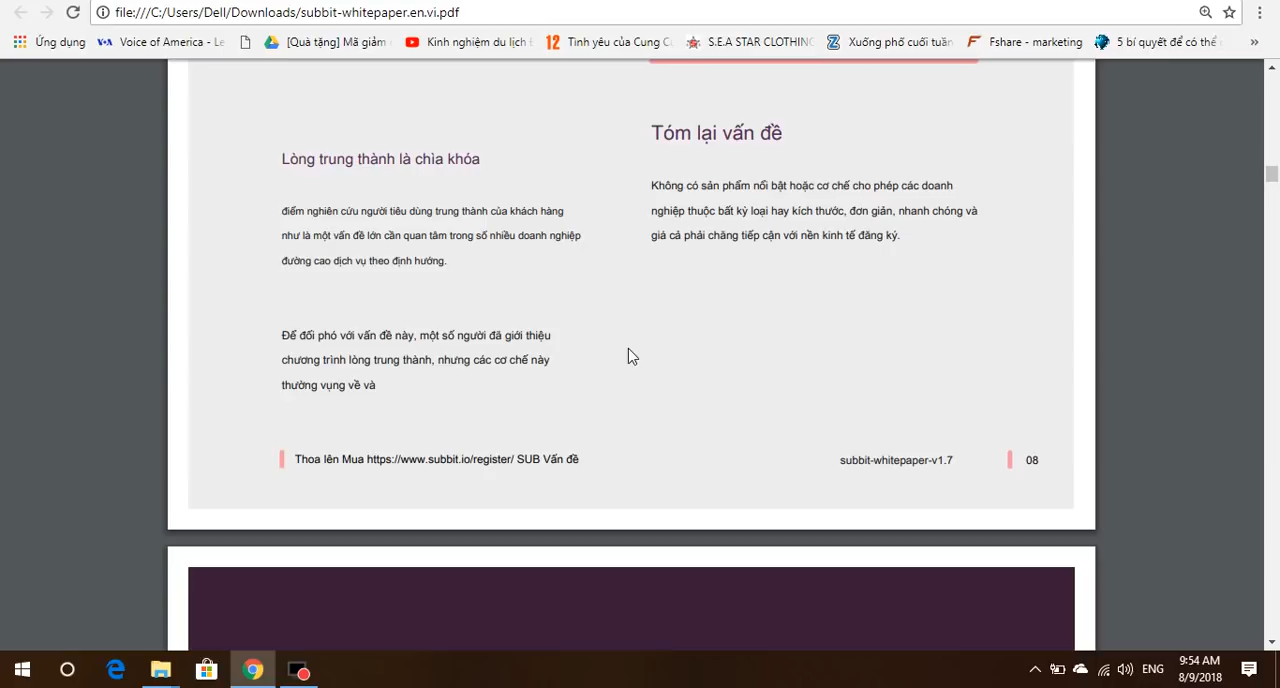 file:///C:/Users/Dell/Downloads/subbit-whitepaper.en.vi.pdf
Ứng dụng
Voice of America - Le
[Quà tặng] Mã giảm
Kinh nghiệm du lịch b
Tình yêu của Cung C
S.E.A STAR CLOTHING
Xuống phố cuối tuần
Fshare - marketing
5 bí quyết để có thể
Lòng trung thành là chìa khóa
điểm nghiên cứu người tiêu dùng trung thành của khách hàng
như là một vấn đề lớn cần quan tâm trong số nhiều doanh nghiệp
đường cao dịch vụ theo định hướng.
Để đối phó với vấn đề này, một số người đã giới thiệu
chương trình lòng trung thành, nhưng các cơ chế này
thường vụng về và
Tóm lại vấn đề
Không có sản phẩm nổi bật hoặc cơ chế cho phép các doanh
nghiệp thuộc bất kỳ loại hay kích thước, đơn giản, nhanh chóng và
giá cả phải chăng tiếp cận với nền kinh tế đăng ký.
Thoa lên Mua https://www.subbit.io/register/ SUB Vấn đề
subbit-whitepaper-v1.7
08
ENG
9:54 AM
8/9/2018